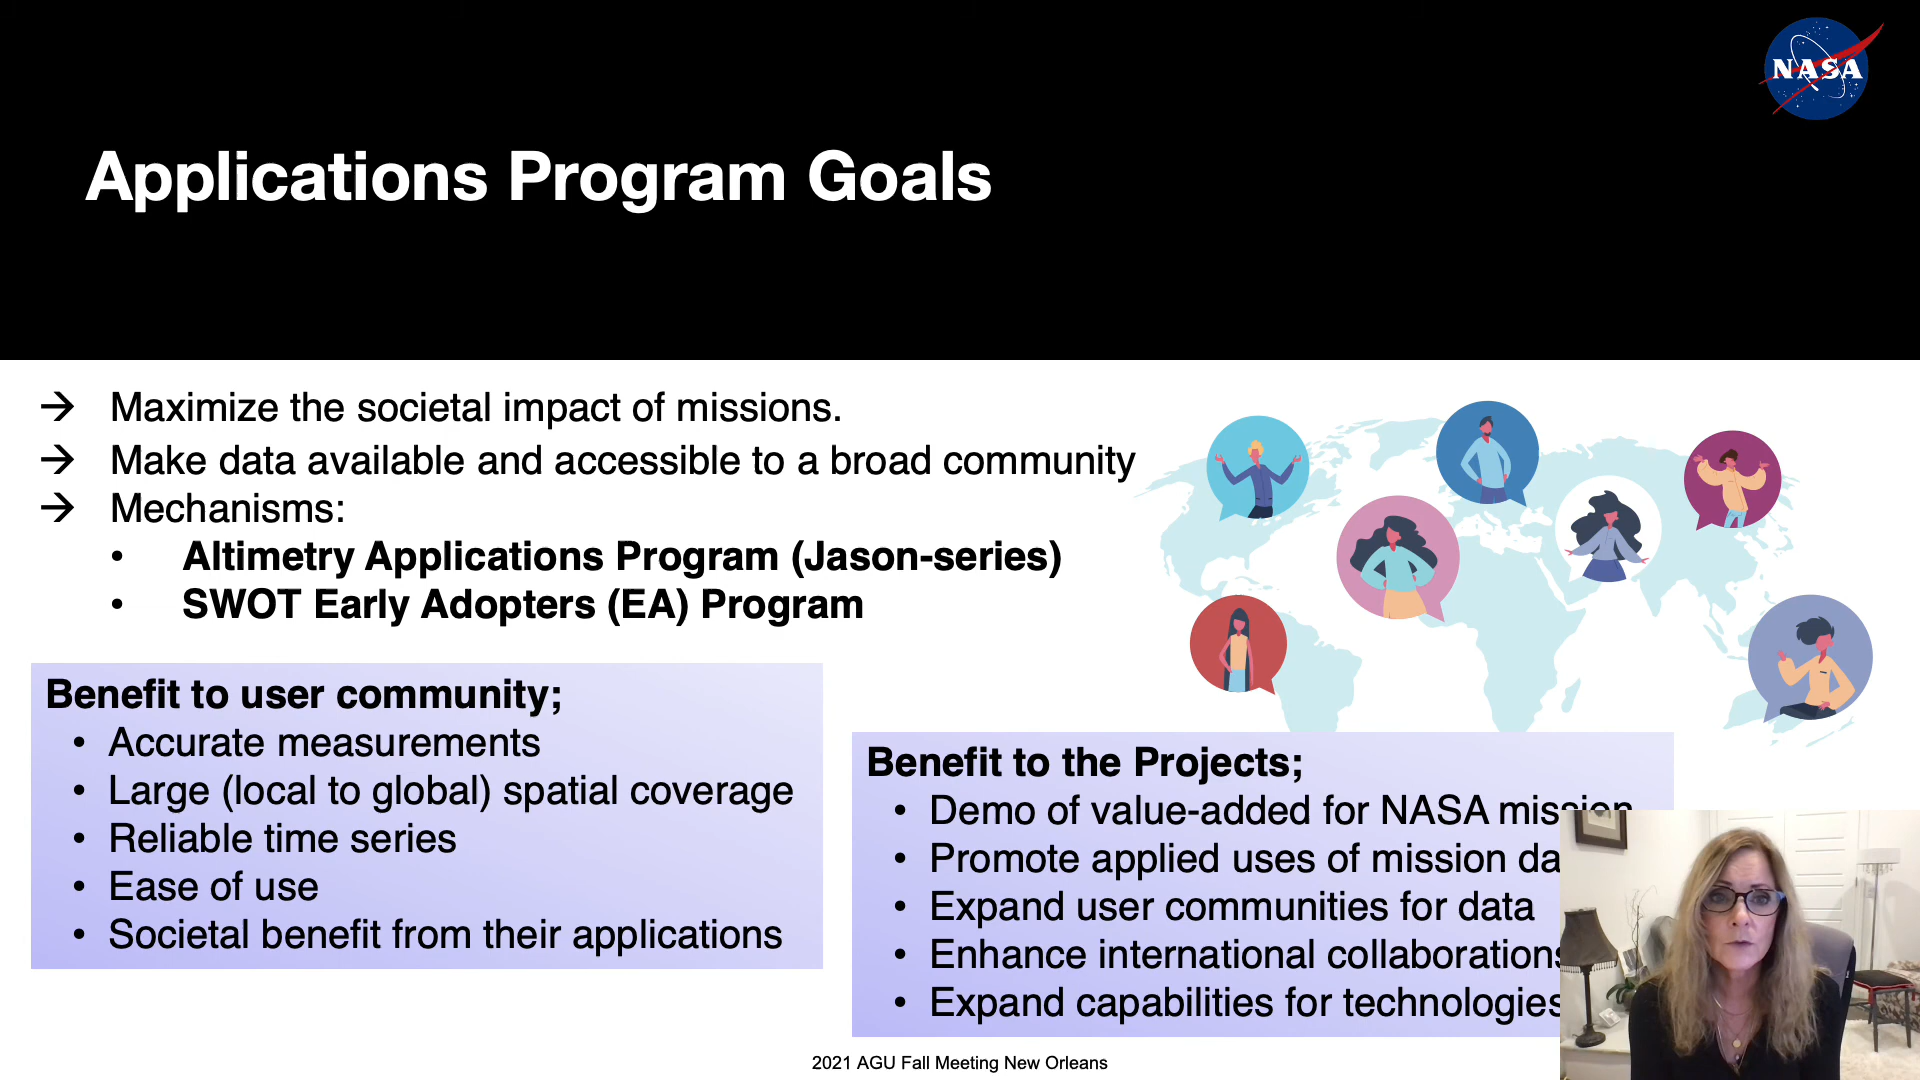 NASA
Applications Program Goals
→ Maximize the societal impact of missions.
→ Make data available and accessible to a broad community
→ Mechanisms:
• Altimetry Applications Program (Jason-series)
• SWOT Early Adopters (EA) Program
Benefit to user community;
• Accurate measurements
• Large (local to global) spatial coverage
• Reliable time series
• Ease of use
• Societal benefit from their applications
Benefit to the Projects;
• Demo of value-added for NASA mission
• Promote applied uses of mission
• Expand user communities for data
• Enhance international collaborations
• Expand capabilities for technologies
2021 AGU Fall Meeting New Orleans